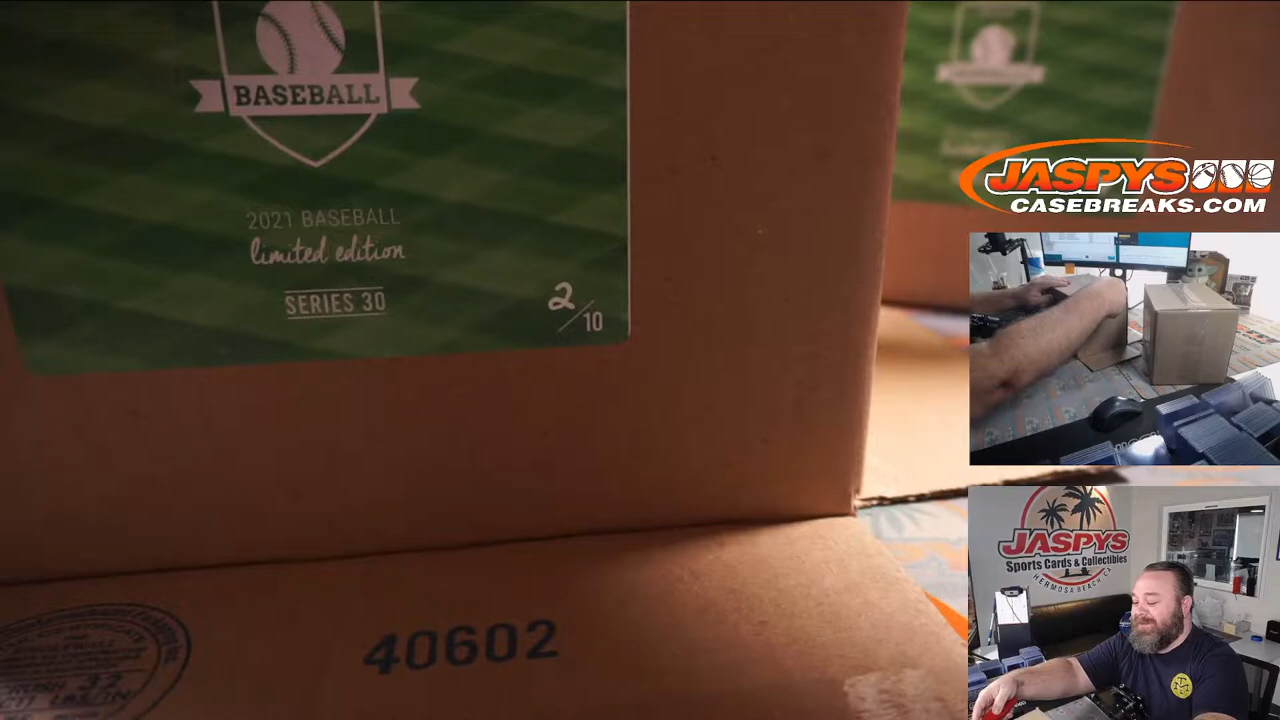 BASEBALL
2021 BASEBALL
limited edition
SERIES 30
2/10
40602
JASPYS
CASEBREAKS.COM
JASPYS
Sports Cards & Collectibles
HERMOSA BEACH, CA